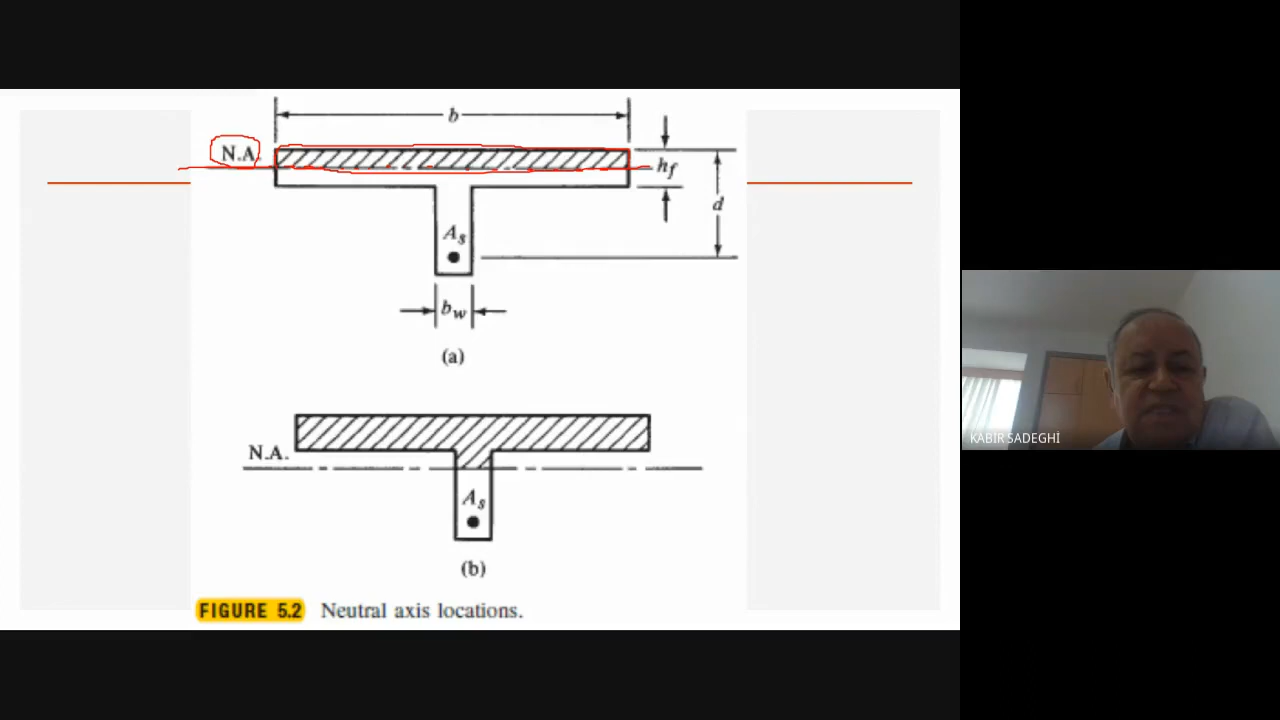 b
N.A.
h_f
d
A_s
b_w
(a)
N.A.
A_s
(b)
FIGURE 5.2 Neutral axis locations.
KABIR SADEGHİ